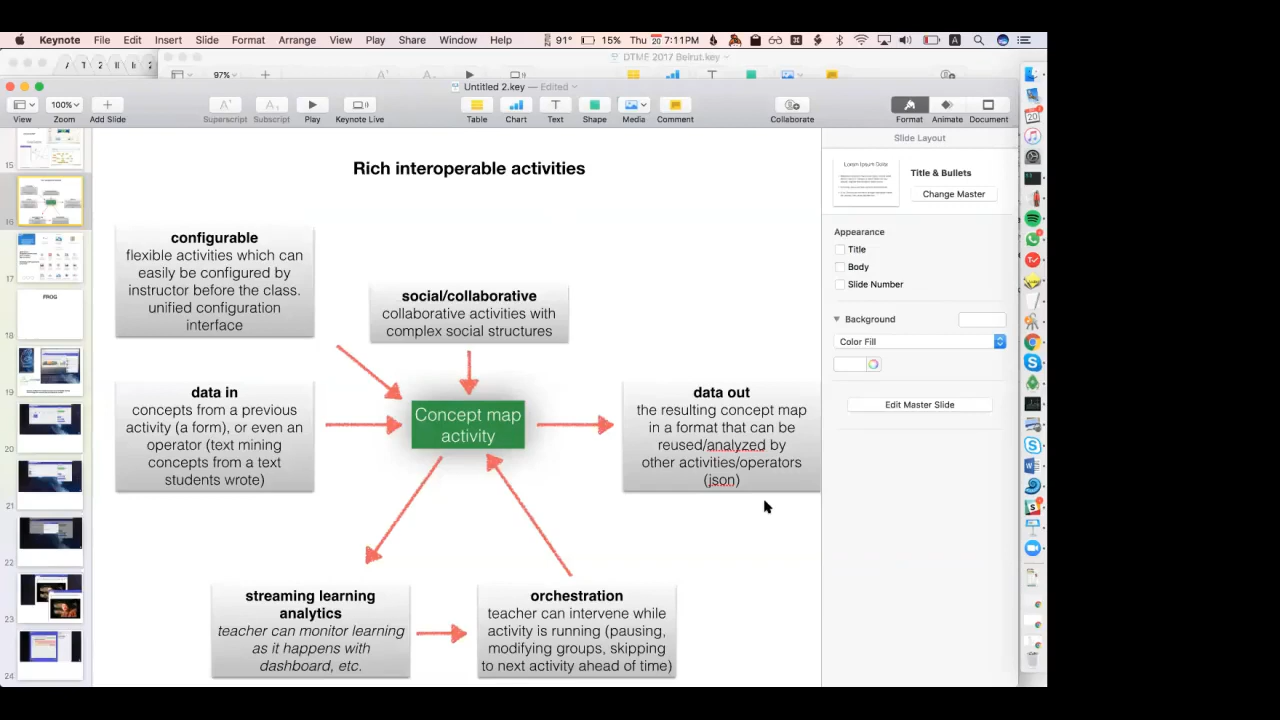 Keynote File Edit Insert Slide Format Arrange View Play Share Window Help 91° 15% Thu 20 7:11PM A
DTME 2017 Beirut.key
97%
Untitled 2.key — Edited
100%
View Zoom Add Slide Superscript Subscript Play Keynote Live Table Chart Text Shape Media Comment Collaborate Format Animate Document
Slide Layout
15
16
17
18
19
20
21
22
23
24
FROG
Rich interoperable activities
configurable
flexible activities which can
easily be configured by
instructor before the class.
unified configuration
interface
social/collaborative
collaborative activities with
complex social structures
data in
concepts from a previous
activity (a form), or even an
operator (text mining
concepts from a text
students wrote)
Concept map
activity
data out
the resulting concept map
in a format that can be
reused/analyzed by
other activities/operators
(json)
streaming learning
analytics
teacher can monitor learning
as it happens with
dashboard, etc.
orchestration
teacher can intervene while
activity is running (pausing,
modifying groups, skipping
to next activity ahead of time)
Lorem Ipsum Dolor
Title & Bullets
Change Master
Appearance
Title
Body
Slide Number
Background
Color Fill
Edit Master Slide
20